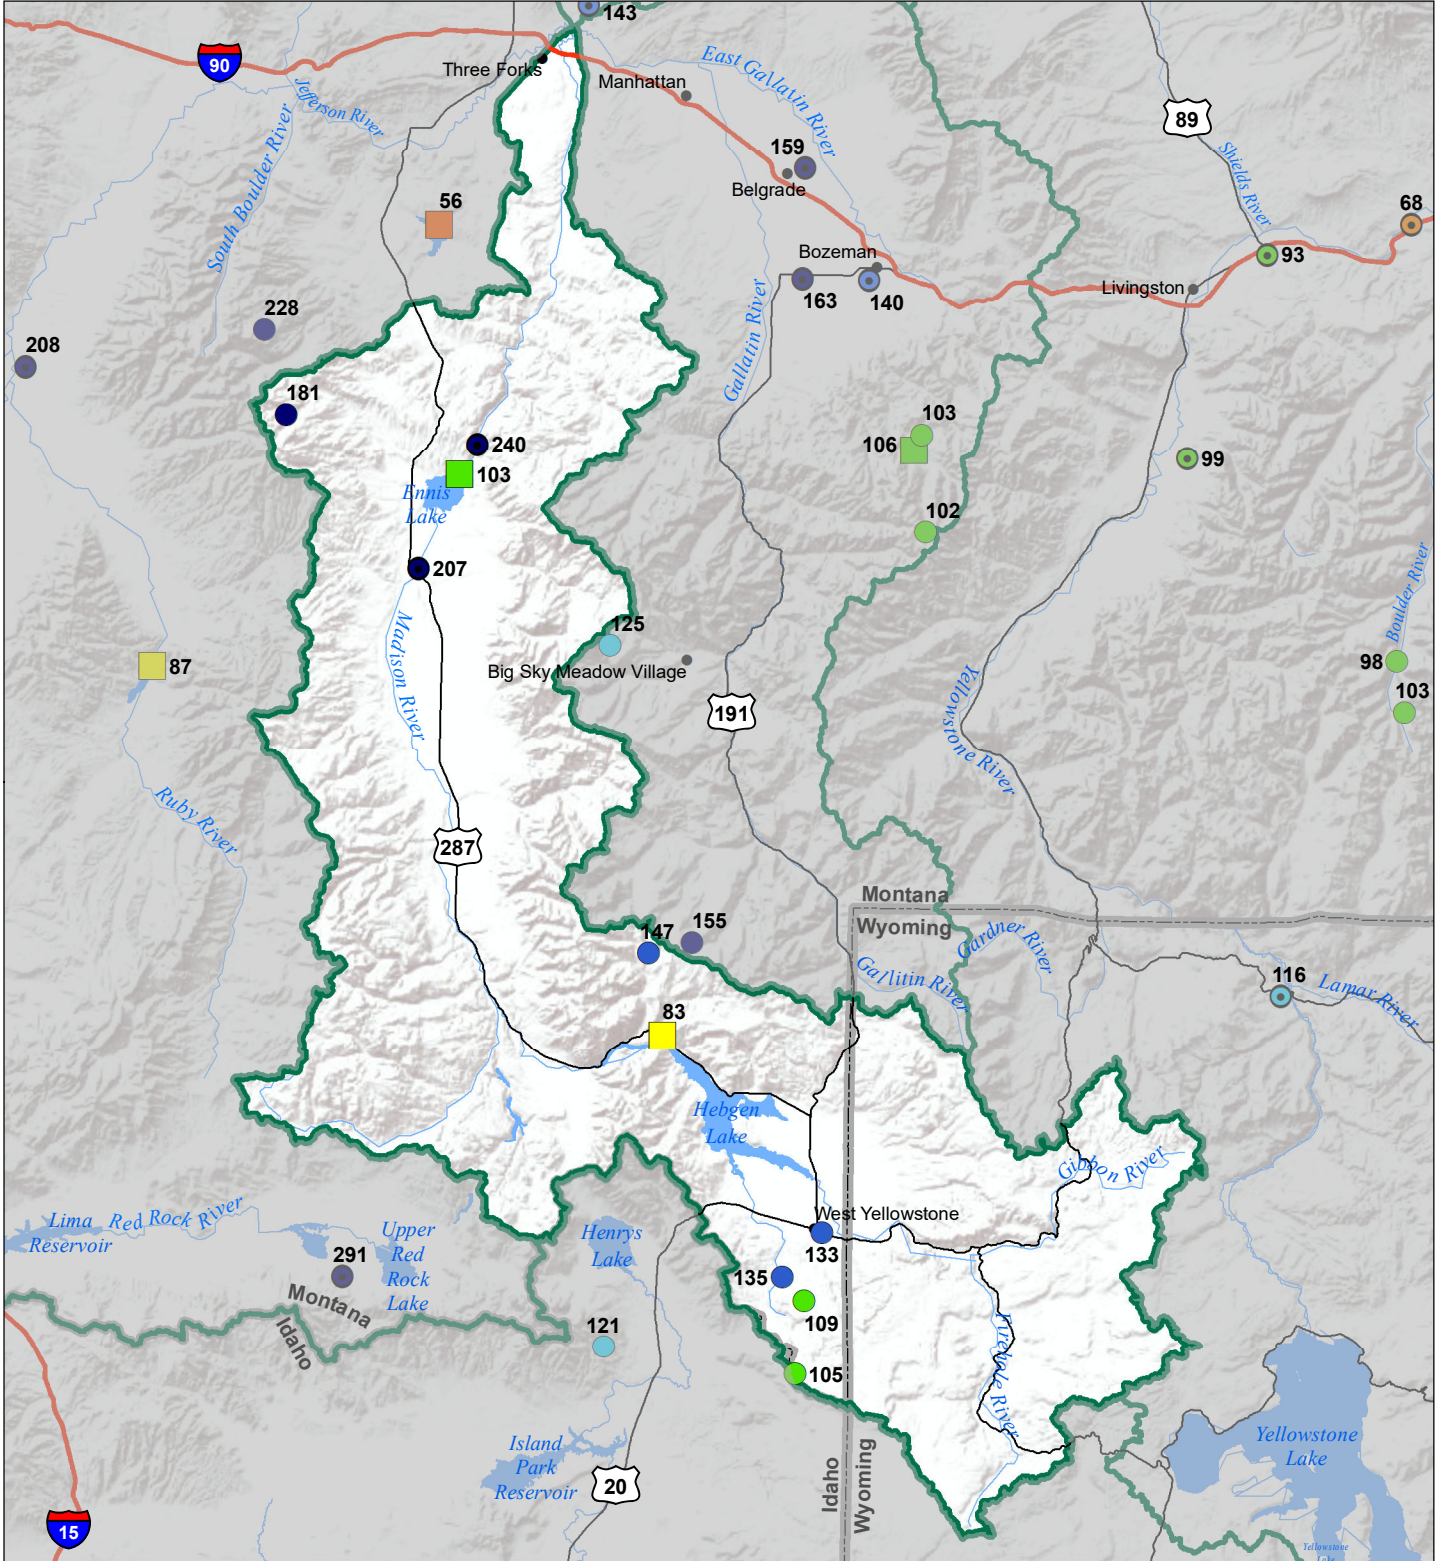 143
Three Forks
90
Manhattan
East Gallatin River
Jefferson River
89
South Boulder River
159
Belgrade
Shields River
56
68
Bozeman
93
163
140
Livingston
Gallatin River
228
208
181
103
106
240
103
99
Ennis
Lake
102
207
Boulder River
Madison River
125
Big Sky Meadow Village
87
98
103
191
Yellowstone River
Ruby River
287
Montana
Wyoming
147
155
Gardner River
Gallitin River
116
Lamar River
83
Hebgen
Lake
Gibbon River
Lima
Reservoir
Red Rock River
Upper
Red
Rock
Lake
Henrys
Lake
West Yellowstone
133
291
135
Montana
Idaho
109
121
Firehole River
105
Island
Park
Reservoir
20
Idaho
Wyoming
Yellowstone
Lake
15
Yellowstone
Lake